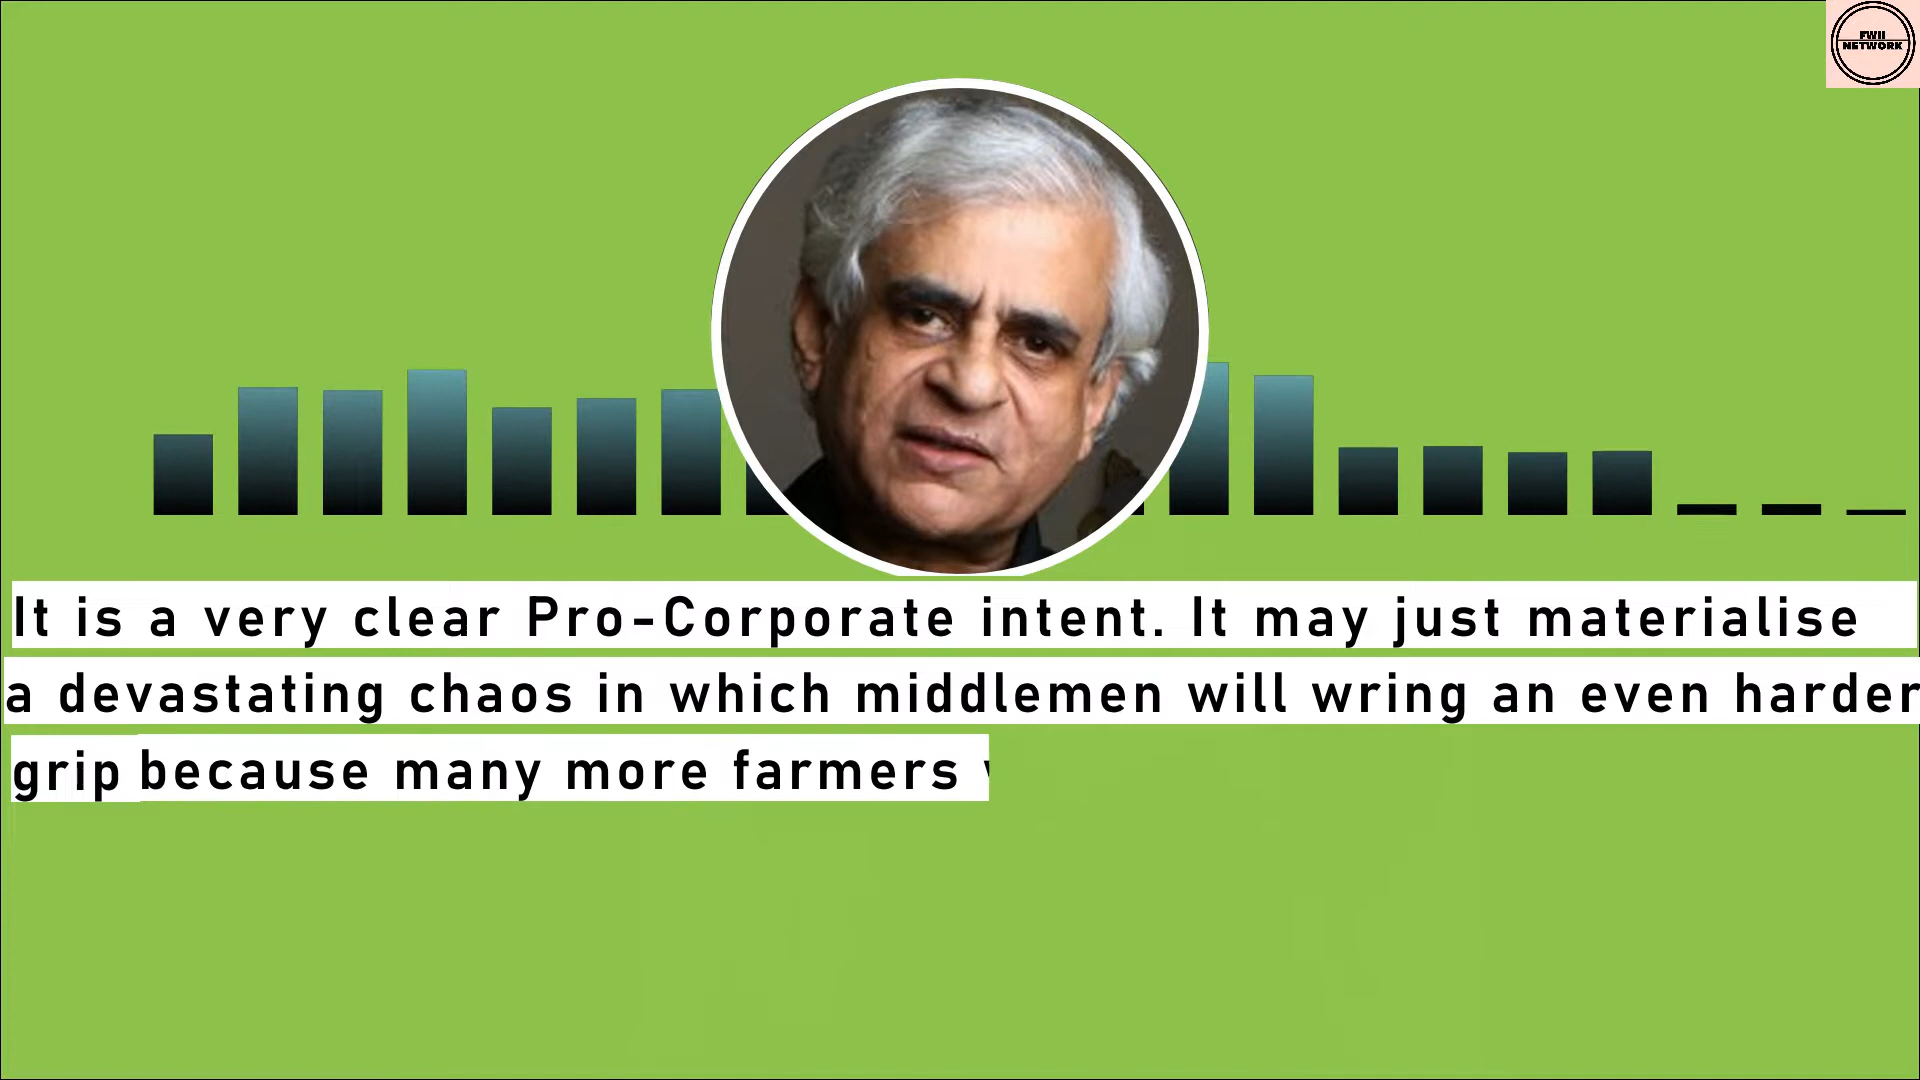 FWII
NETWORK
It is a very clear Pro-Corporate intent. It may just materialise
a devastating chaos in which middlemen will wring an even harder
grip because many more farmers